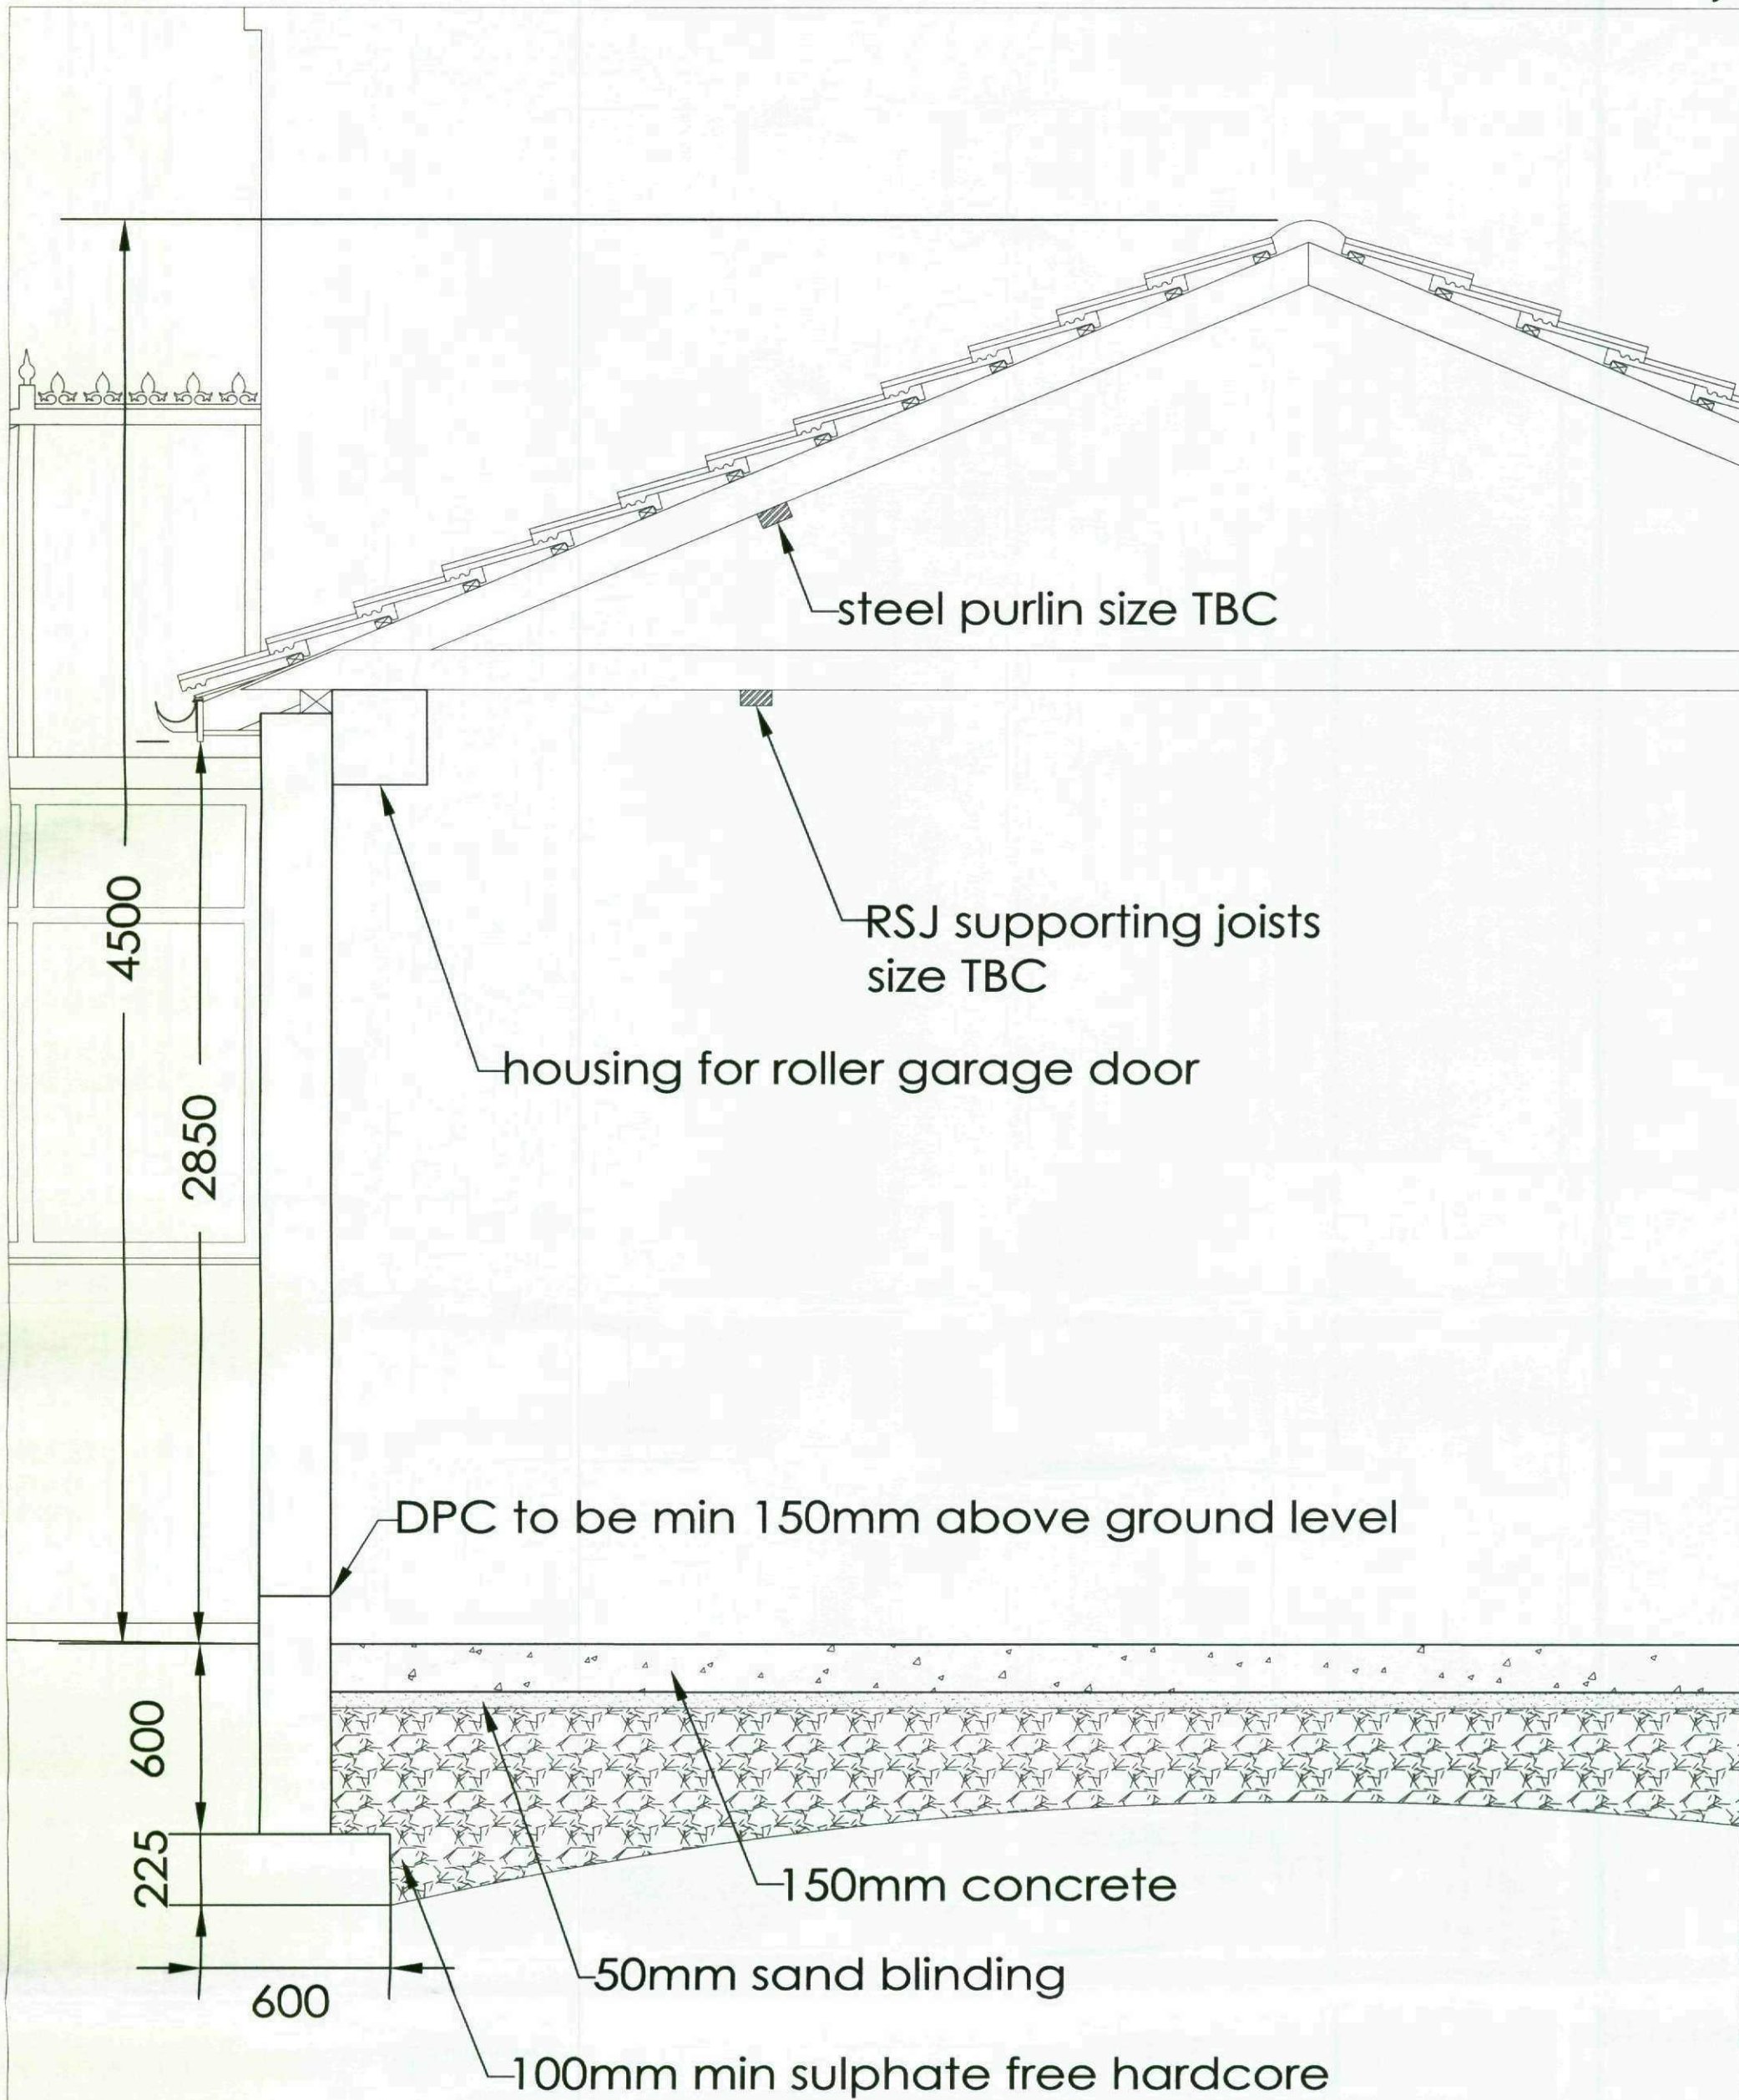 steel purlin size TBC
4500
RSJ supporting joists
size TBC
housing for roller garage door
2850
DPC to be min 150mm above ground level
600
225
150mm concrete
50mm sand blinding
600
100mm min sulphate free hardcore